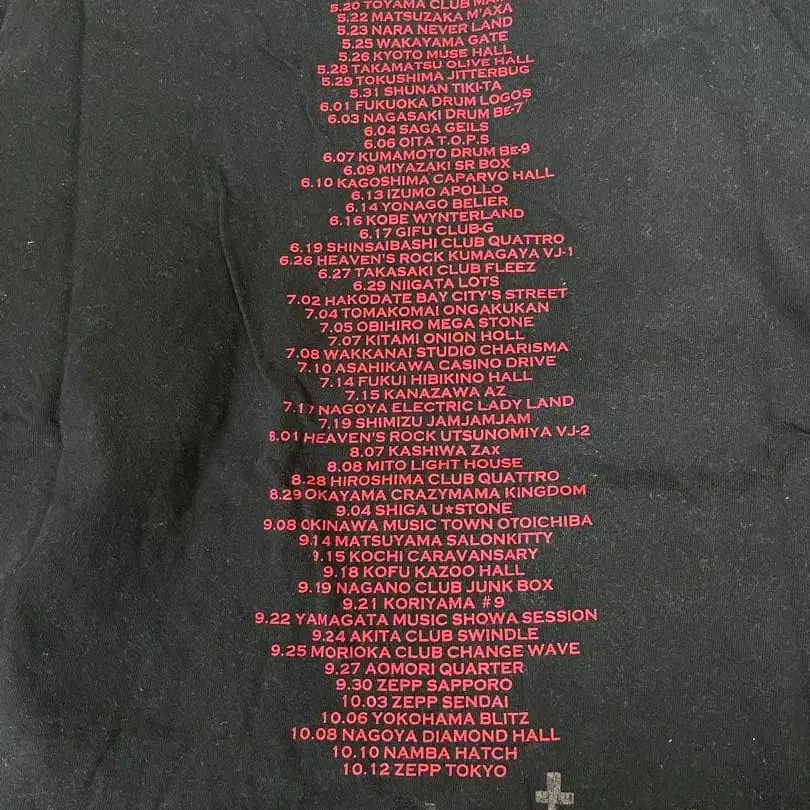 5.20 TOYAMA CLUB
5.22 MATSUZAKA M'AXA
5.23 NARA NEVER LAND
5.25 WAKAYAMA GATE
5.26 KYOTO MUSE HALL
5.28 TAKAMATSU OLIVE HALL
5.29 TOKUSHIMA JITTERBUG
5.31 SHUNAN TIKI-TA
6.01 FUKUOKA DRUM LOGOS
6.03 NAGASAKI DRUM BE-7
6.04 SAGA GEILS
6.06 OITA T.O.P.S
6.07 KUMAMOTO DRUM BE-9
6.09 MIYAZAKI SR BOX
6.10 KAGOSHIMA CAPARVO HALL
6.13 IZUMO APOLLO
6.14 YONAGO BELIER
6.16 KOBE WYNTERLAND
6.17 GIFU CLUB-G
6.19 SHINSAIBASHI CLUB QUATTRO
6.26 HEAVEN'S ROCK KUMAGAYA VJ-1
6.27 TAKASAKI CLUB FLEEZ
6.29 NIIGATA LOTS
7.02 HAKODATE BAY CITY'S STREET
7.04 TOMAKOMAI ONGAKUKAN
7.05 OBIHIRO MEGA STONE
7.07 KITAMI ONION HOLL
7.08 WAKKANAI STUDIO CHARISMA
7.10 ASAHIKAWA CASINO DRIVE
7.14 FUKUI HIBIKINO HALL
7.15 KANAZAWA AZ
7.17 NAGOYA ELECTRIC LADY LAND
7.19 SHIMIZU JAMJAMJAM
8.01 HEAVEN'S ROCK UTSUNOMIYA VJ-2
8.07 KASHIWA ZAX
8.08 MITO LIGHT HOUSE
8.28 HIROSHIMA CLUB QUATTRO
8.29 OKAYAMA CRAZYMAMA KINGDOM
9.04 SHIGA U★STONE
9.08 OKINAWA MUSIC TOWN OTOICHIBA
9.14 MATSUYAMA SALONKITTY
9.15 KOCHI CARAVANSARY
9.18 KOFU KAZOO HALL
9.19 NAGANO CLUB JUNK BOX
9.21 KORIYAMA #9
9.22 YAMAGATA MUSIC SHOWA SESSION
9.24 AKITA CLUB SWINDLE
9.25 MORIOKA CLUB CHANGE WAVE
9.27 AOMORI QUARTER
9.30 ZEPP SAPPORO
10.03 ZEPP SENDAI
10.06 YOKOHAMA BLITZ
10.08 NAGOYA DIAMOND HALL
10.10 NAMBA HATCH
10.12 ZEPP TOKYO